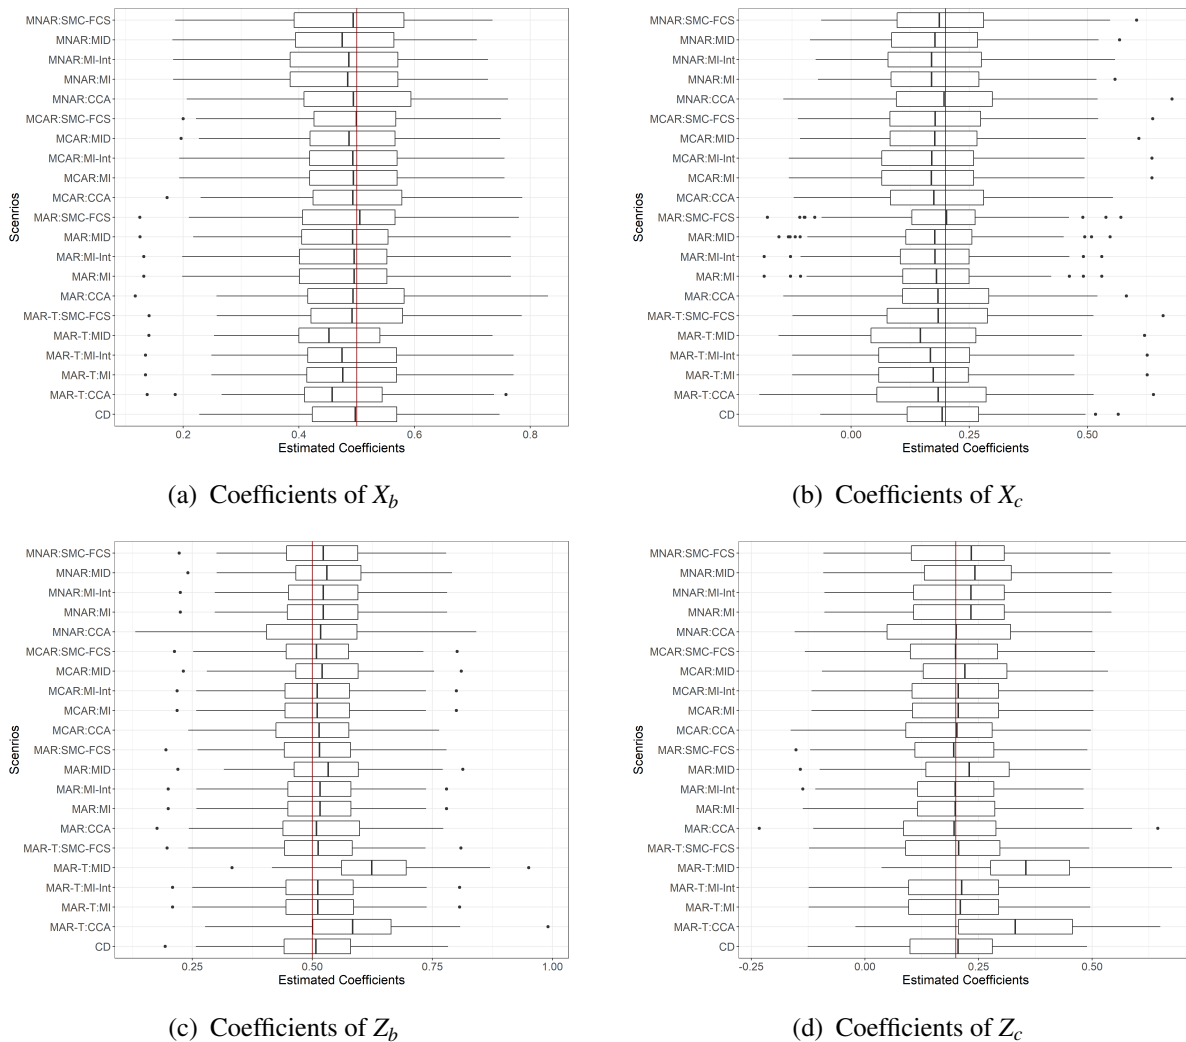 MNAR:SMC-FCS
MNAR:MID
MNAR:MI-Int
MNAR:MI
MNAR:CCA
MCAR:SMC-FCS
MCAR:MID
MCAR:MI-Int
MCAR:MI
MCAR:CCA
MAR:SMC-FCS
MAR:MID
MAR:MI-Int
MAR:MI
MAR:CCA
MAR-T:SMC-FCS
MAR-T:MID
MAR-T:MI-Int
MAR-T:MI
MAR-T:CCA
CD
Scenrios
0.2 0.4 0.6 0.8
Estimated Coefficients
(a) Coefficients of X_b
MNAR:SMC-FCS
MNAR:MID
MNAR:MI-Int
MNAR:MI
MNAR:CCA
MCAR:SMC-FCS
MCAR:MID
MCAR:MI-Int
MCAR:MI
MCAR:CCA
MAR:SMC-FCS
MAR:MID
MAR:MI-Int
MAR:MI
MAR:CCA
MAR-T:SMC-FCS
MAR-T:MID
MAR-T:MI-Int
MAR-T:MI
MAR-T:CCA
CD
Scenrios
0.00 0.25 0.50
Estimated Coefficients
(b) Coefficients of X_c
MNAR:SMC-FCS
MNAR:MID
MNAR:MI-Int
MNAR:MI
MNAR:CCA
MCAR:SMC-FCS
MCAR:MID
MCAR:MI-Int
MCAR:MI
MCAR:CCA
MAR:SMC-FCS
MAR:MID
MAR:MI-Int
MAR:MI
MAR:CCA
MAR-T:SMC-FCS
MAR-T:MID
MAR-T:MI-Int
MAR-T:MI
MAR-T:CCA
CD
Scenrios
0.25 0.50 0.75 1.00
Estimated Coefficients
(c) Coefficients of Z_b
MNAR:SMC-FCS
MNAR:MID
MNAR:MI-Int
MNAR:MI
MNAR:CCA
MCAR:SMC-FCS
MCAR:MID
MCAR:MI-Int
MCAR:MI
MCAR:CCA
MAR:SMC-FCS
MAR:MID
MAR:MI-Int
MAR:MI
MAR:CCA
MAR-T:SMC-FCS
MAR-T:MID
MAR-T:MI-Int
MAR-T:MI
MAR-T:CCA
CD
Scenrios
-0.25 0.00 0.25 0.50
Estimated Coefficients
(d) Coefficients of Z_c